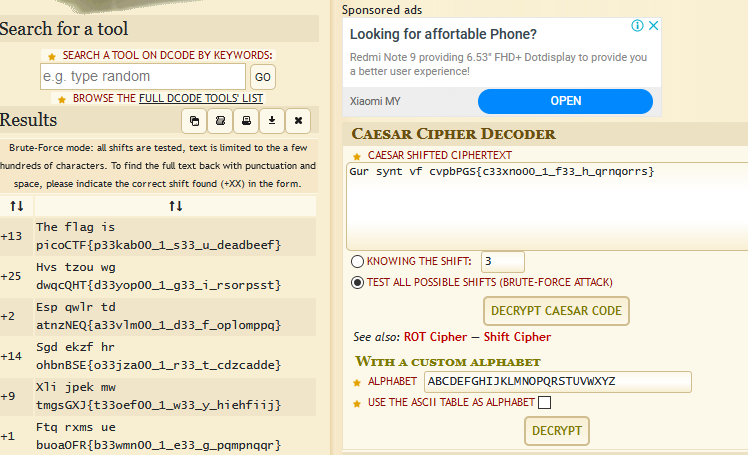 Search for a tool
SEARCH A TOOL ON DCODE BY KEYWORDS:
e.g. type random
GO
BROWSE THE FULL DCODE TOOLS' LIST
Results
Brute-Force mode: all shifts are tested, text is limited to the a few
hundreds of characters. To find the full text back with punctuation and
space, please indicate the correct shift found (+XX) in the form.
↑↓ ↑↓
+13 The flag is
picoCTF{p33kab00_1_s33_u_deadbeef}
+25 Hvs tzou wg
dwqcQHT{d33yop00_1_g33_i_rsorpsst}
+2 Esp qwlr td
atnzNEQ{a33vlm00_1_d33_f_oplomppq}
+14 Sgd ekzf hr
ohbnBSE{o33jza00_1_r33_t_cdzcadde}
+9 Xli jpek mw
tmgsGXJ{t33oef00_1_w33_y_hiehfiij}
+1 Ftq rxms ue
buoaOFR{b33wmn00_1_e33_g_pqmpnqqr}
Sponsored ads
Looking for affortable Phone?
Redmi Note 9 providing 6.53" FHD+ Dotdisplay to provide you
a better user experience!
Xiaomi MY
OPEN
CAESAR CIPHER DECODER
CAESAR SHIFTED CIPHERTEXT
Gur synt vf cvpbPGS{c33xno00_1_f33_h_qrnqorrs}
KNOWING THE SHIFT: 3
TEST ALL POSSIBLE SHIFTS (BRUTE-FORCE ATTACK)
DECRYPT CAESAR CODE
See also: ROT Cipher — Shift Cipher
WITH A CUSTOM ALPHABET
ALPHABET ABCDEFGHIJKLMNOPQRSTUVWXYZ
USE THE ASCII TABLE AS ALPHABET
DECRYPT